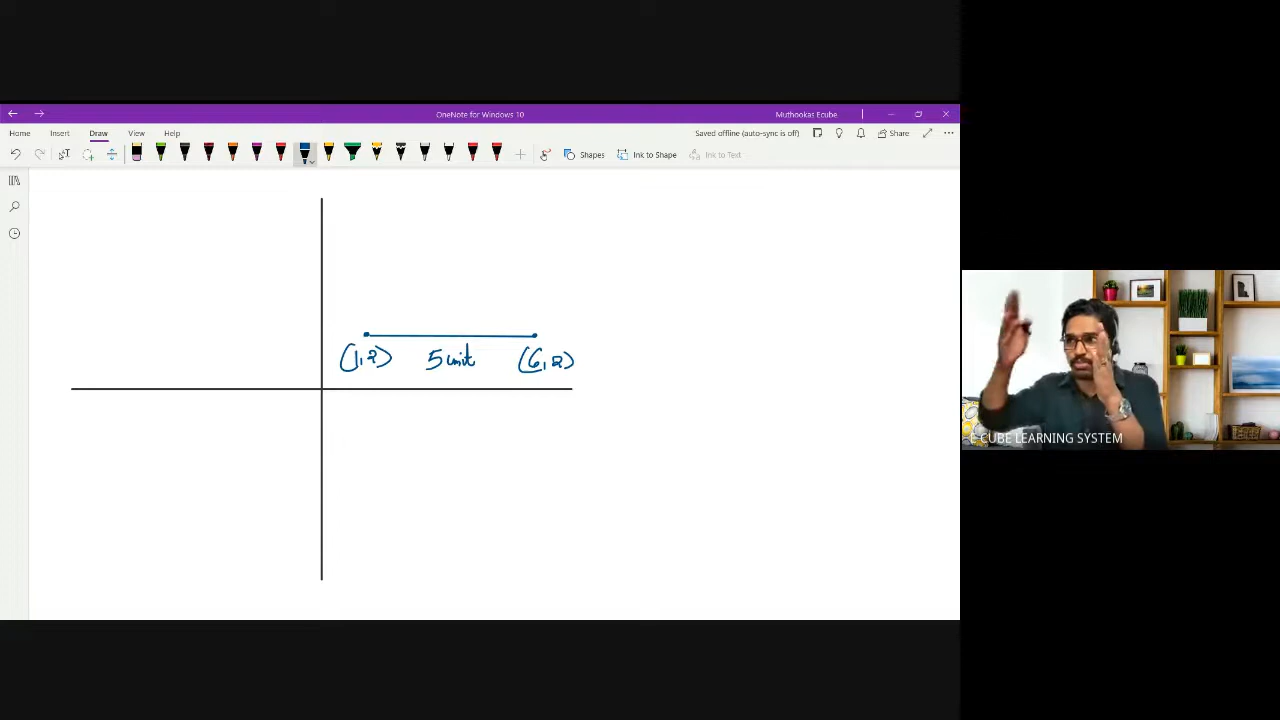 OneNote for Windows 10
Muthookas Ecube
Home Insert Draw View Help
Saved offline (auto-sync is off)
Share
Shapes
Ink to Shape
Ink to Text
(1,2) 5 unit (6,2)
E CUBE LEARNING SYSTEM